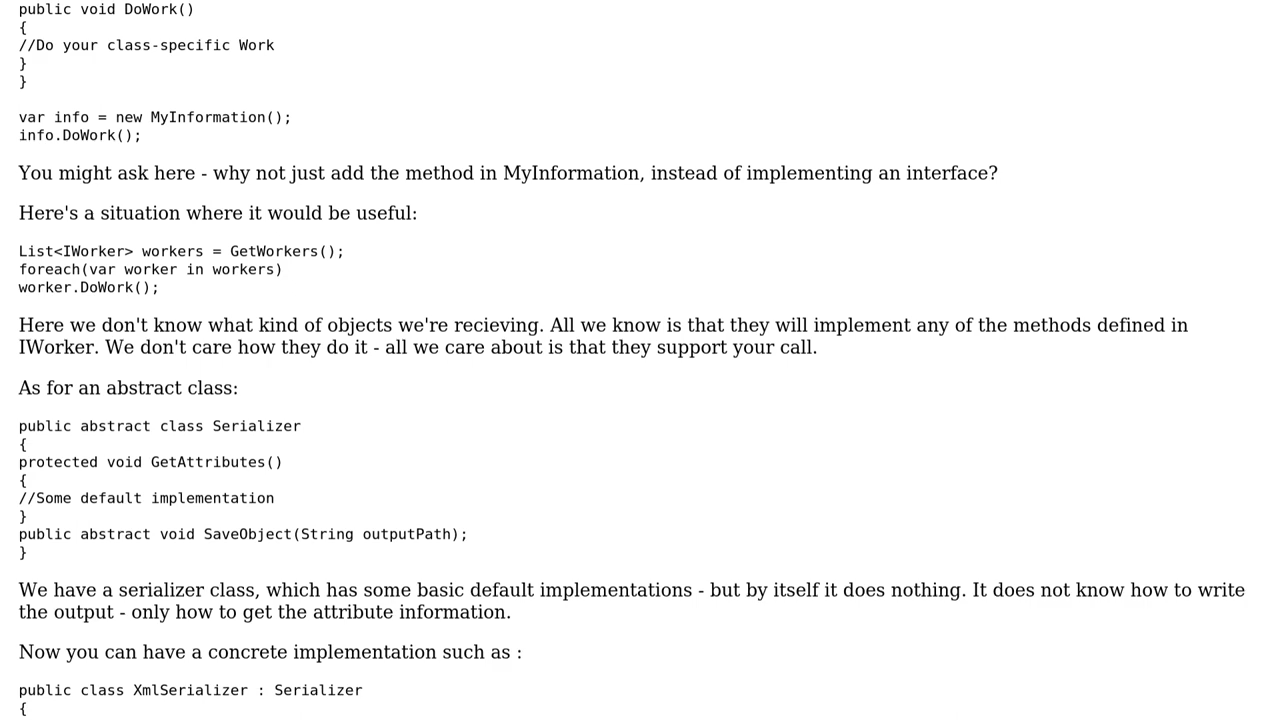 public void DoWork()
{
//Do your class-specific Work
}
}
var info = new MyInformation();
info.DoWork();
You might ask here - why not just add the method in MyInformation, instead of implementing an interface?
Here's a situation where it would be useful:
List<IWorker> workers = GetWorkers();
foreach(var worker in workers)
worker.DoWork();
Here we don't know what kind of objects we're recieving. All we know is that they will implement any of the methods defined in
IWorker. We don't care how they do it - all we care about is that they support your call.
As for an abstract class:
public abstract class Serializer
{
protected void GetAttributes()
{
//Some default implementation
}
public abstract void SaveObject(String outputPath);
}
We have a serializer class, which has some basic default implementations - but by itself it does nothing. It does not know how to write
the output - only how to get the attribute information.
Now you can have a concrete implementation such as :
public class XmlSerializer : Serializer
{